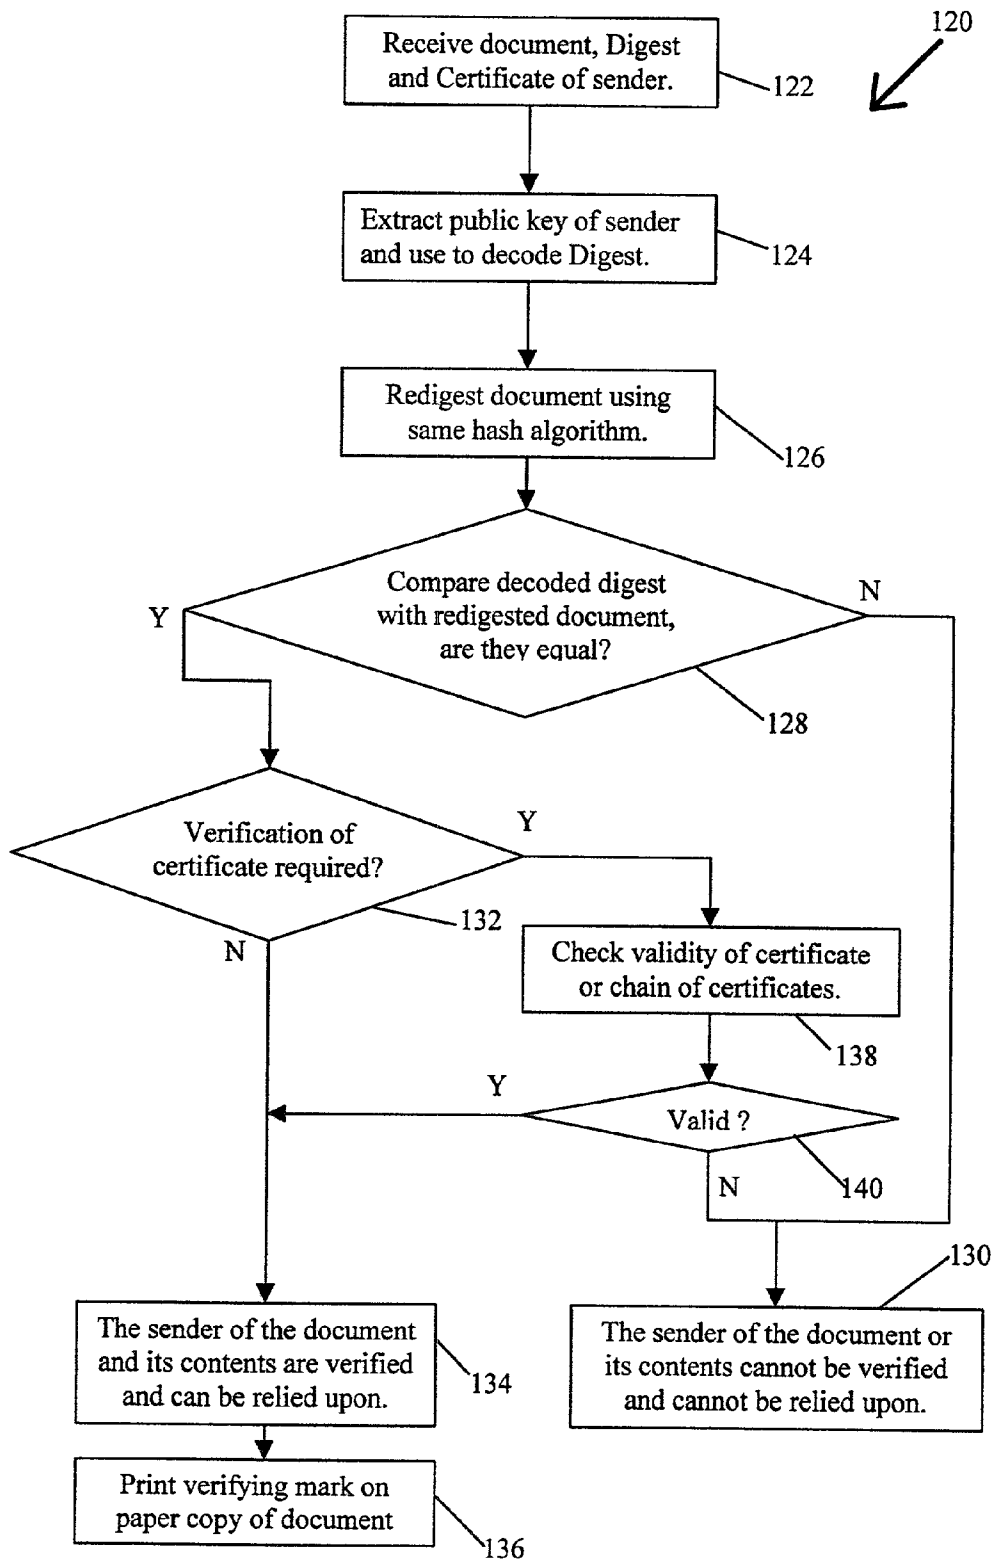 120
Receive document, Digest
and Certificate of sender.
122
Extract public key of sender
and use to decode Digest.
124
Redigest document using
same hash algorithm.
126
Compare decoded digest
with redigested document,
are they equal?
Y
N
128
Verification of
certificate required?
Y
132
N
Check validity of certificate
or chain of certificates.
138
Y
Valid ?
N
140
130
The sender of the document
and its contents are verified
and can be relied upon.
134
The sender of the document or
its contents cannot be verified
and cannot be relied upon.
Print verifying mark on
paper copy of document
136